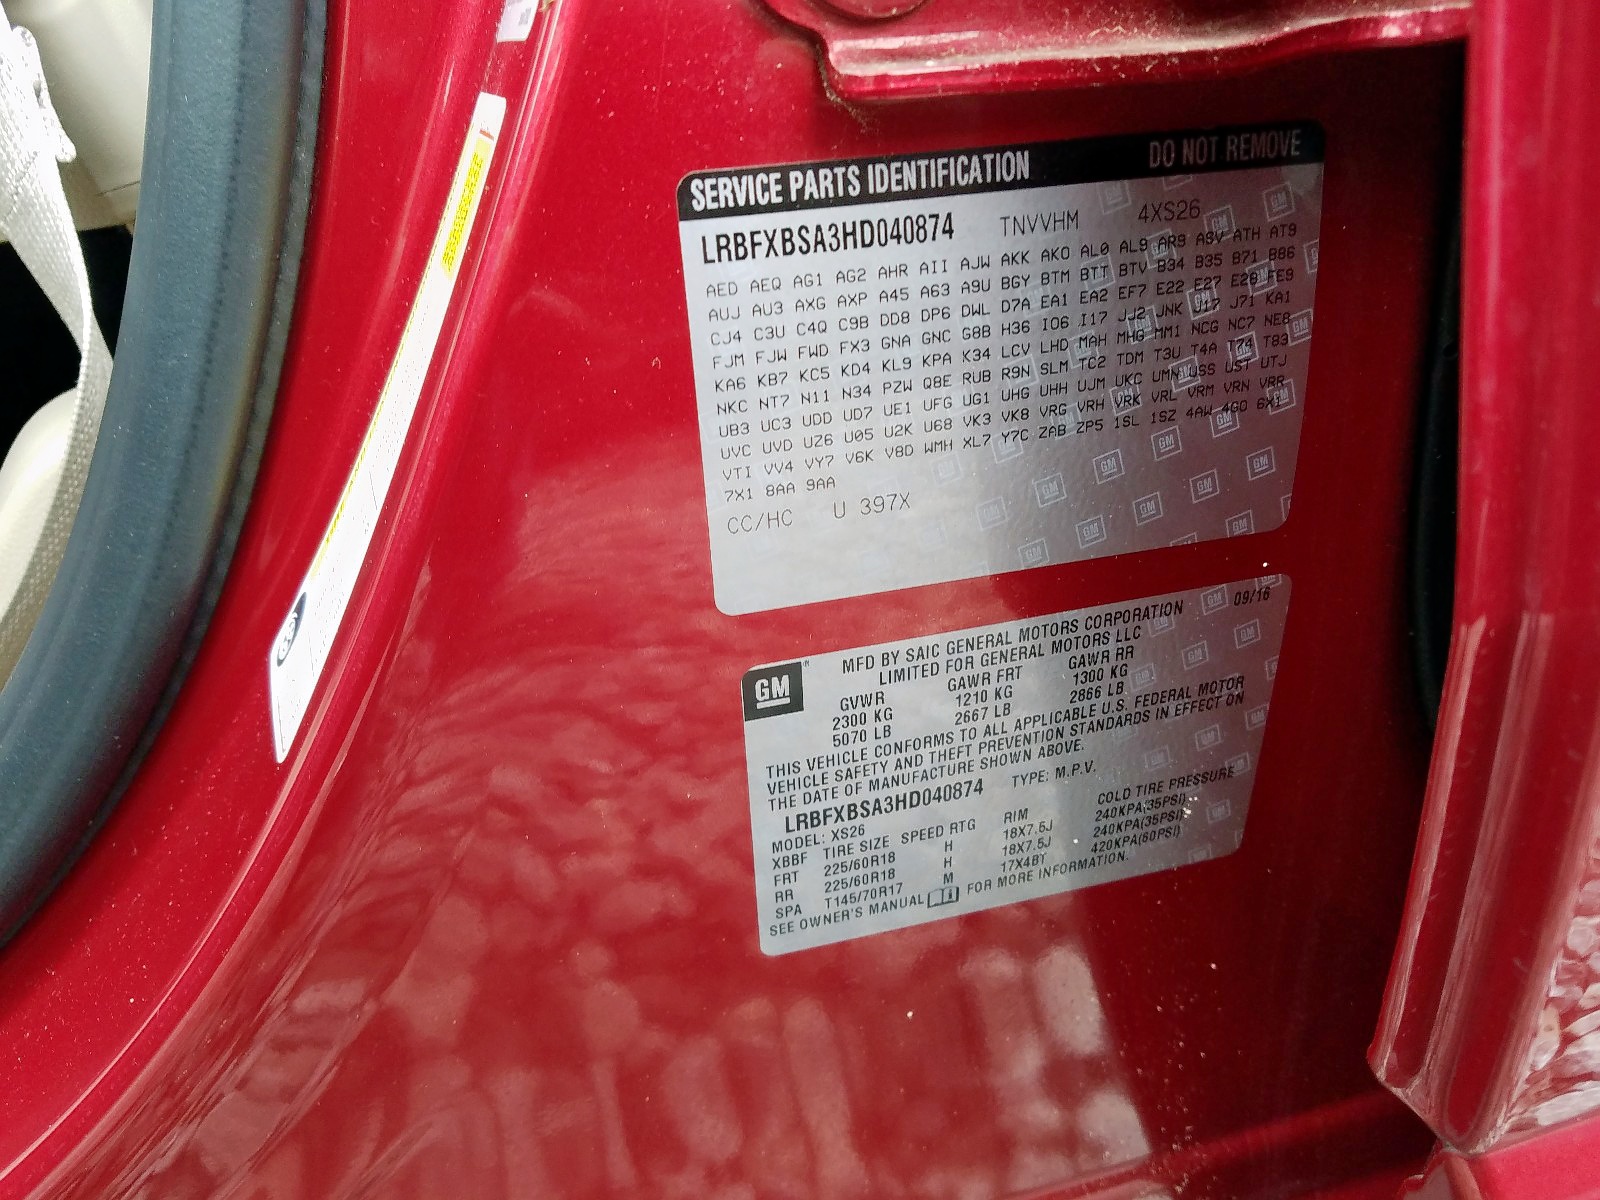 SERVICE PARTS IDENTIFICATION DO NOT REMOVE
LRBFXBSA3HD040874 TNVVHM 4XS26
AED AEQ AG1 AG2 AHR AII AJW AKK AKO AL0 AL9 AR9 ASV ATH AT9
AUJ AU3 AXG AXP A45 A63 A9U BGY BTM BTT BTV B34 B35 B71 B86
CJ4 C3U C4Q C9B DD8 DP6 DWL D7A EA1 EA2 EF7 E22 E27 E28 FE9
FJM FJW FWD FX3 GNA GNC G8B H36 IO6 I17 JJ2 JNK J17 J71 KA1
KA6 KB7 KC5 KD4 KL9 KPA K34 LCV LHD MAH MHG MM1 NCG NC7 NE8
NKC NT7 N11 N34 PZW Q8E RUB R9N SLM TC2 TDM T3U T4A T74 T83
UB3 UC3 UDD UD7 UE1 UFG UG1 UHG UHH UJM UKC UMN USS UST UTJ
UVC UVD UZ6 U05 U2K U68 VK3 VK8 VRG VRH VRK VRL VRM VRN VRR
VTI VV4 VY7 V6K V8D WMH XL7 Y7C ZAB ZP5 1SL 1SZ 4AW 4GO 6X1
7X1 8AA 9AA
CC/HC U 397X
GM
MFD BY SAIC GENERAL MOTORS CORPORATION 09/16
LIMITED FOR GENERAL MOTORS LLC
GVWR GAWR FRT GAWR RR
2300 KG 1210 KG 1300 KG
5070 LB 2667 LB 2866 LB
THIS VEHICLE CONFORMS TO ALL APPLICABLE U.S. FEDERAL MOTOR
VEHICLE SAFETY AND THEFT PREVENTION STANDARDS IN EFFECT ON
THE DATE OF MANUFACTURE SHOWN ABOVE.
LRBFXBSA3HD040874 TYPE: M.P.V.
MODEL: XS26
XBBF TIRE SIZE SPEED RTG RIM COLD TIRE PRESSURE
FRT 225/60R18 H 18X7.5J 240KPA(35PSI)
RR 225/60R18 H 18X7.5J 240KPA(35PSI)
SPA T145/70R17 M 17X4BT 420KPA(60PSI)
SEE OWNER'S MANUAL FOR MORE INFORMATION.